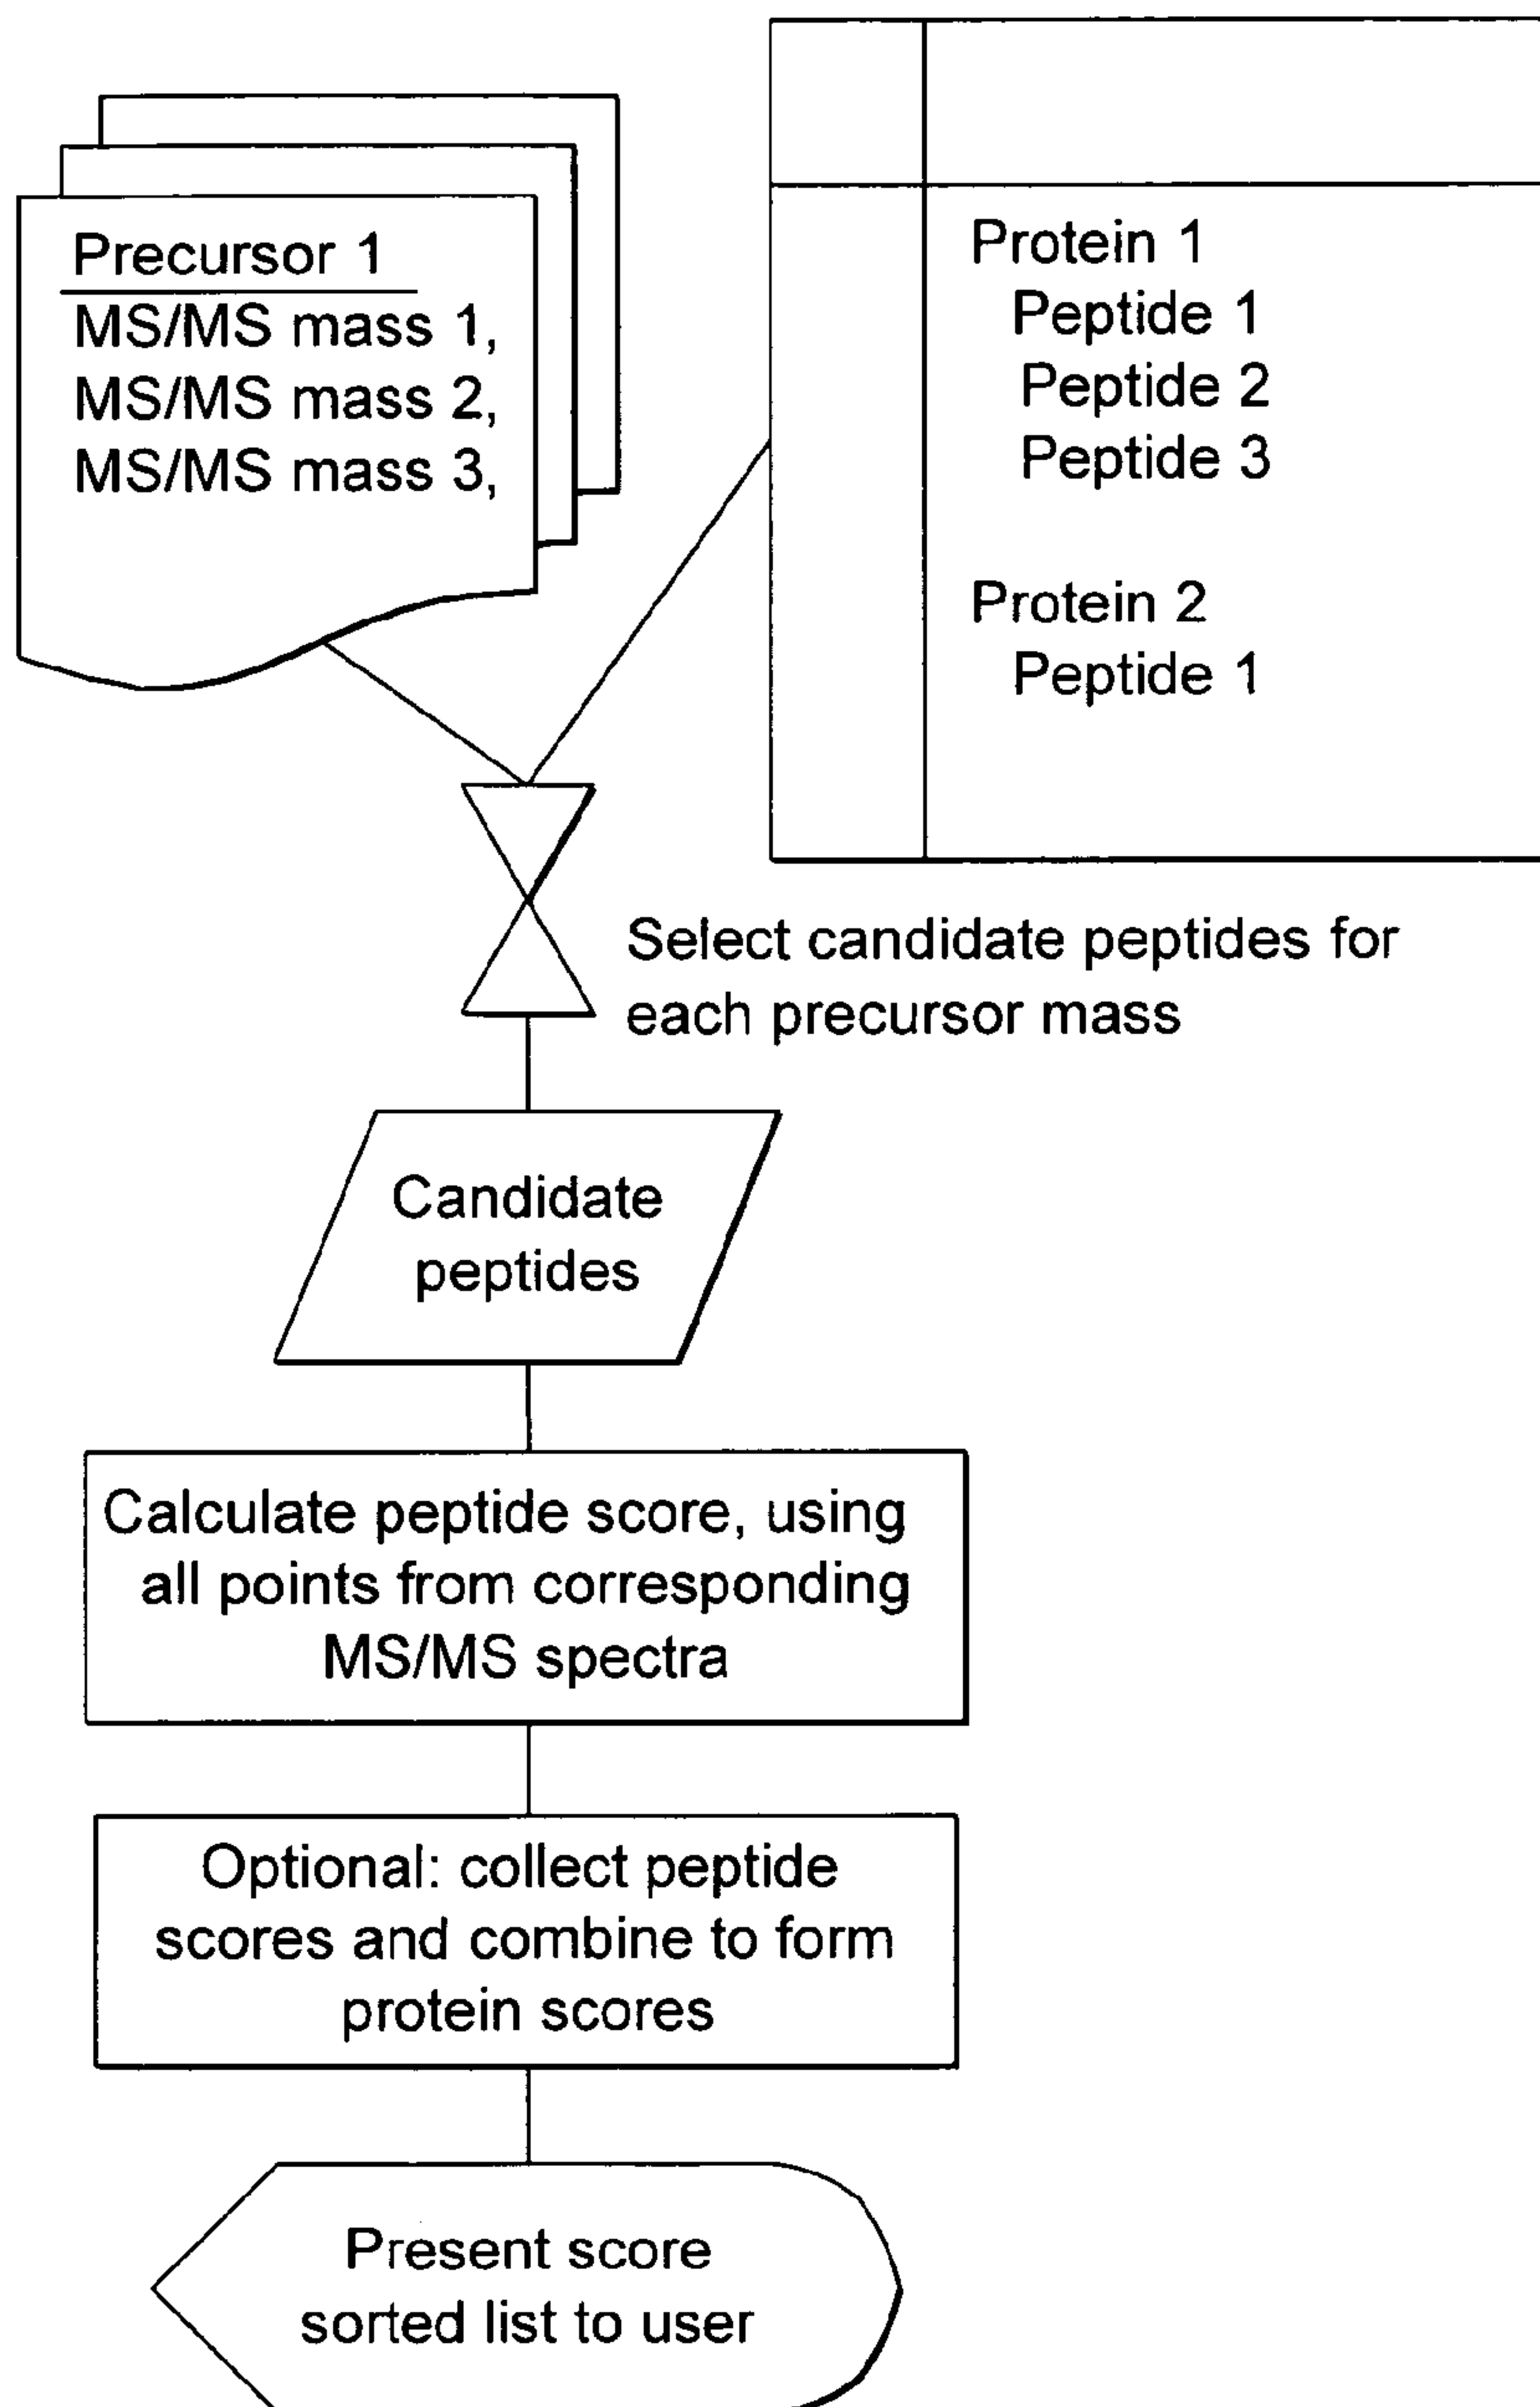 Precursor 1
MS/MS mass 1,
MS/MS mass 2,
MS/MS mass 3,
Protein 1
Peptide 1
Peptide 2
Peptide 3
Protein 2
Peptide 1
Select candidate peptides for
each precursor mass
Candidate
peptides
Calculate peptide score, using
all points from corresponding
MS/MS spectra
Optional: collect peptide
scores and combine to form
protein scores
Present score
sorted list to user